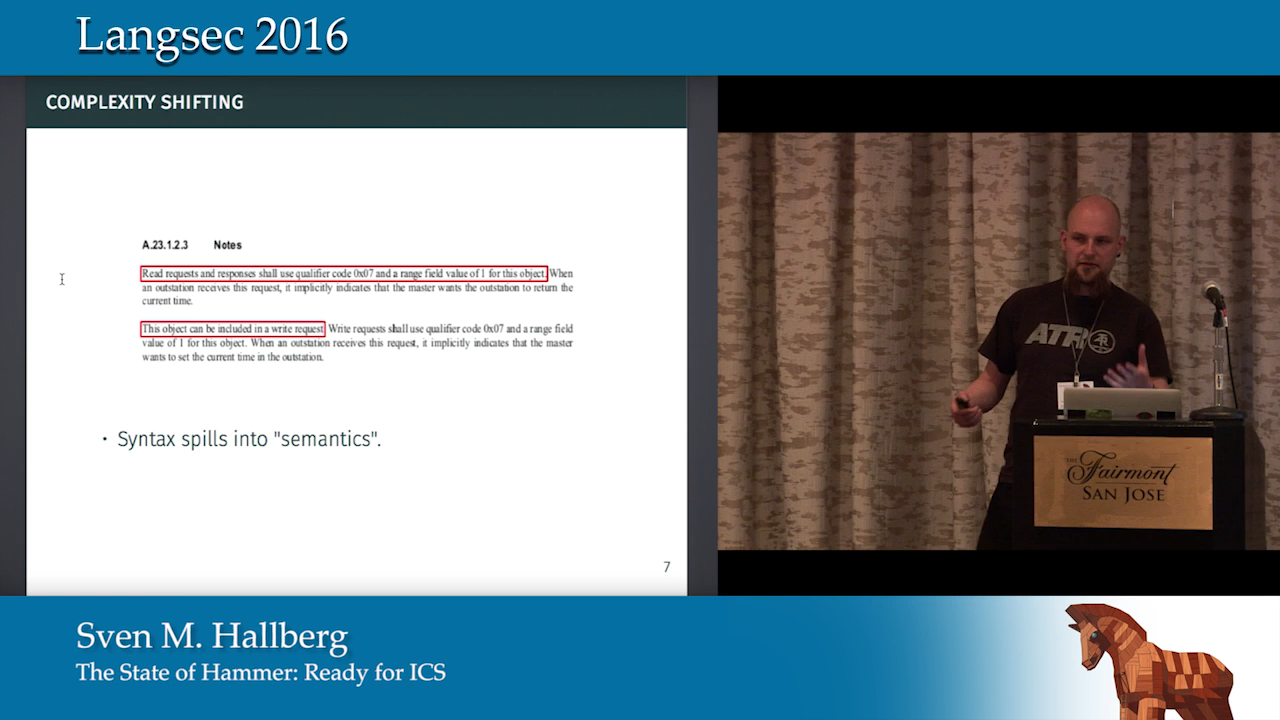 Langsec 2016
COMPLEXITY SHIFTING
A.23.1.2.3 Notes
Read requests and responses shall use qualifier code 0x07 and a range field value of 1 for this object. When
an outstation receives this request, it implicitly indicates that the master wants the outstation to return the
current time.
This object can be included in a write request. Write requests shall use qualifier code 0x07 and a range field
value of 1 for this object. When an outstation receives this request, it implicitly indicates that the master
wants to set the current time in the outstation.
• Syntax spills into "semantics".
7
ATR
THE
Fairmont
SAN JOSE
Sven M. Hallberg
The State of Hammer: Ready for ICS